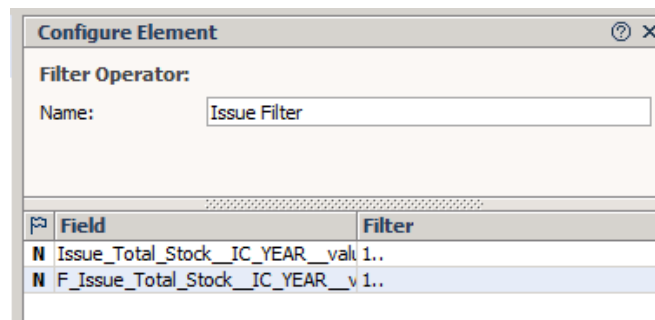 Configure Element
Filter Operator:
Name: Issue Filter
Field Filter
N Issue_Total_Stock__IC_YEAR__valu 1..
N F_Issue_Total_Stock__IC_YEAR__v 1..